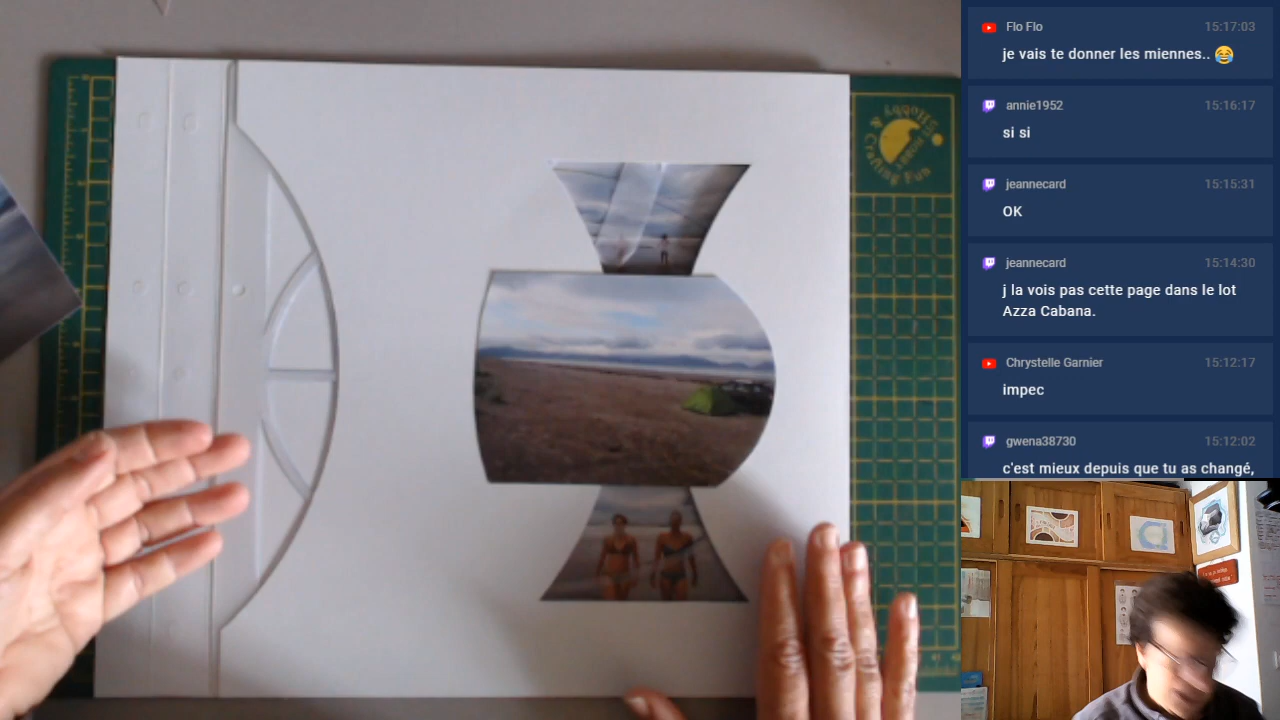 Flo Flo
15:17:03
je vais te donner les miennes.. 😂
annie1952
15:16:17
si si
jeannecard
15:15:31
OK
jeannecard
15:14:30
j la vois pas cette page dans le lot
Azza Cabana.
Chrystelle Garnier
15:12:17
impec
gwena38730
15:12:02
c'est mieux depuis que tu as changé,
Hobby &
Crafting Fun